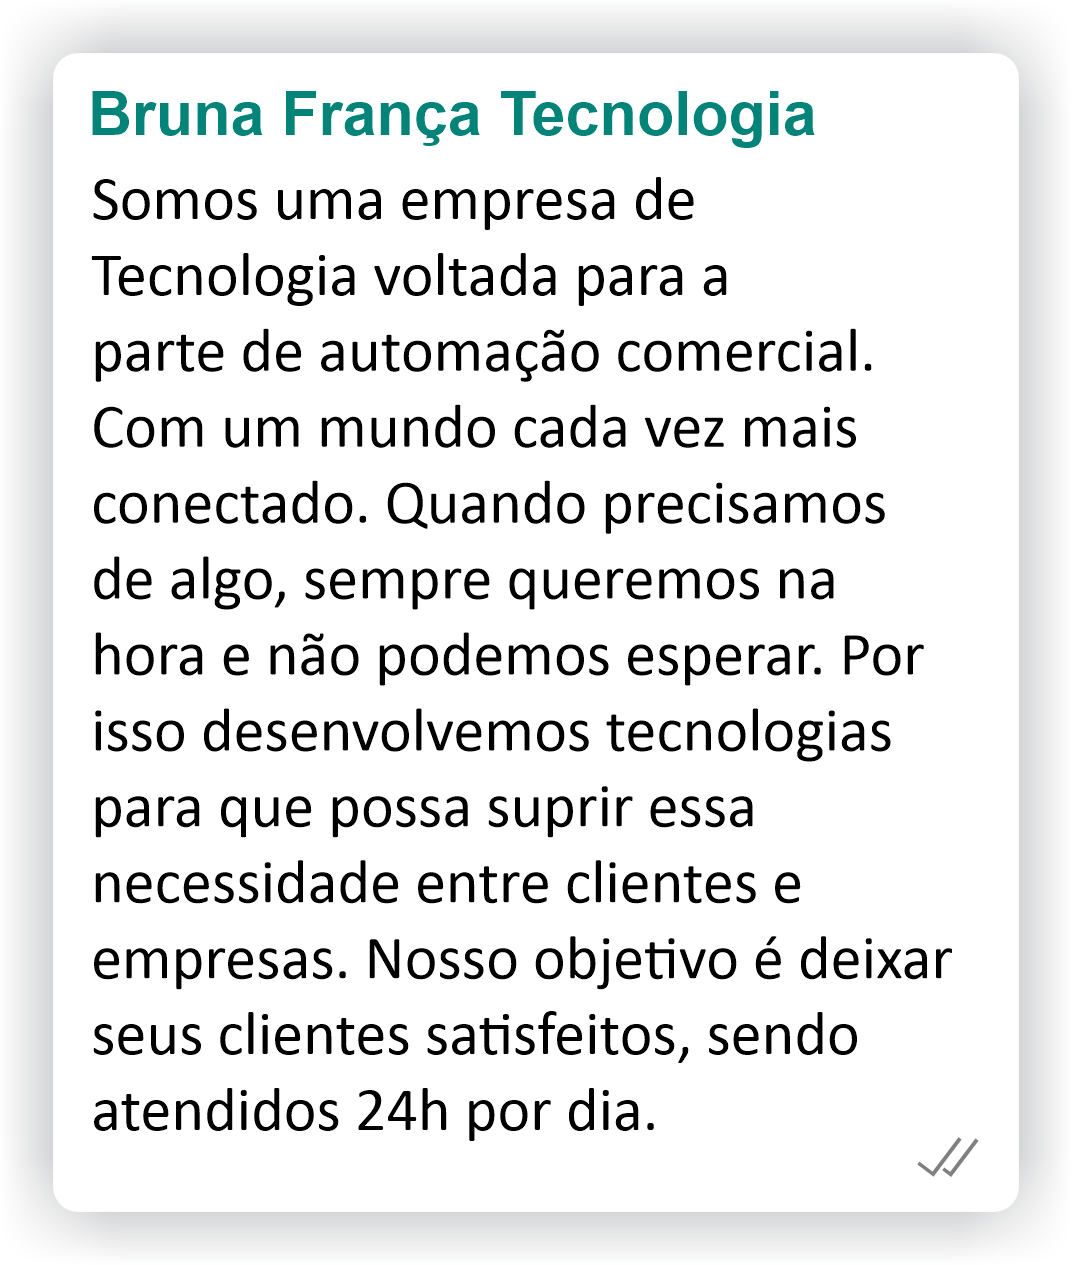 Bruna França Tecnologia
Somos uma empresa de
Tecnologia voltada para a
parte de automação comercial.
Com um mundo cada vez mais
conectado. Quando precisamos
de algo, sempre queremos na
hora e não podemos esperar. Por
isso desenvolvemos tecnologias
para que possa suprir essa
necessidade entre clientes e
empresas. Nosso objetivo é deixar
seus clientes satisfeitos, sendo
atendidos 24h por dia.